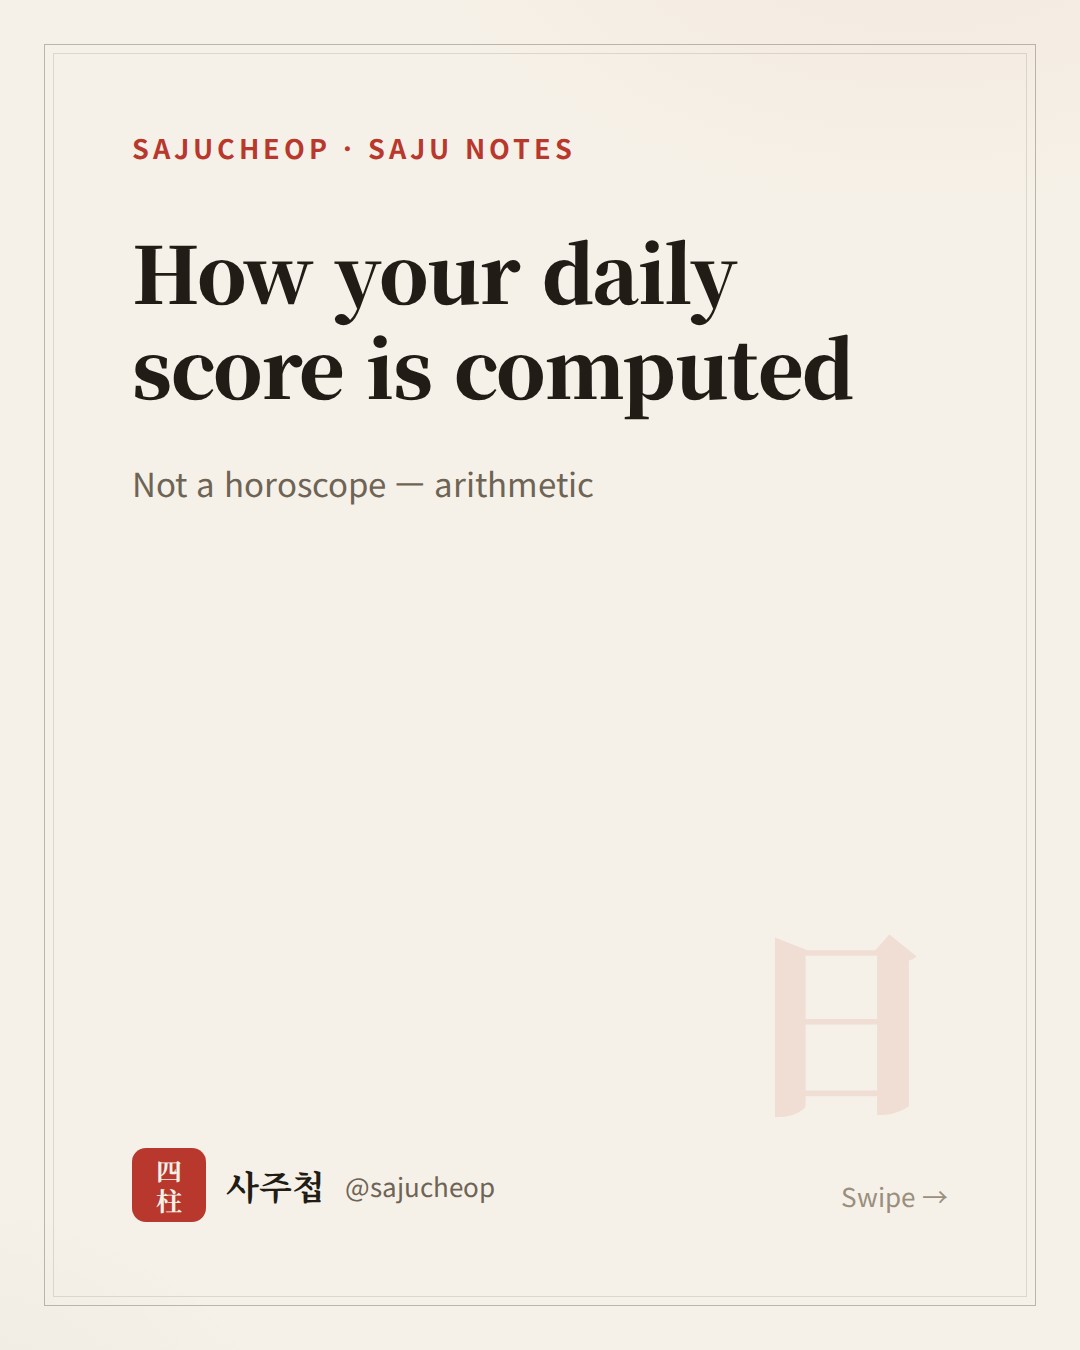 SAJUCHEOP · SAJU NOTES
How your daily
score is computed
Not a horoscope — arithmetic
日
四
柱
사주첩 @sajucheop
Swipe →